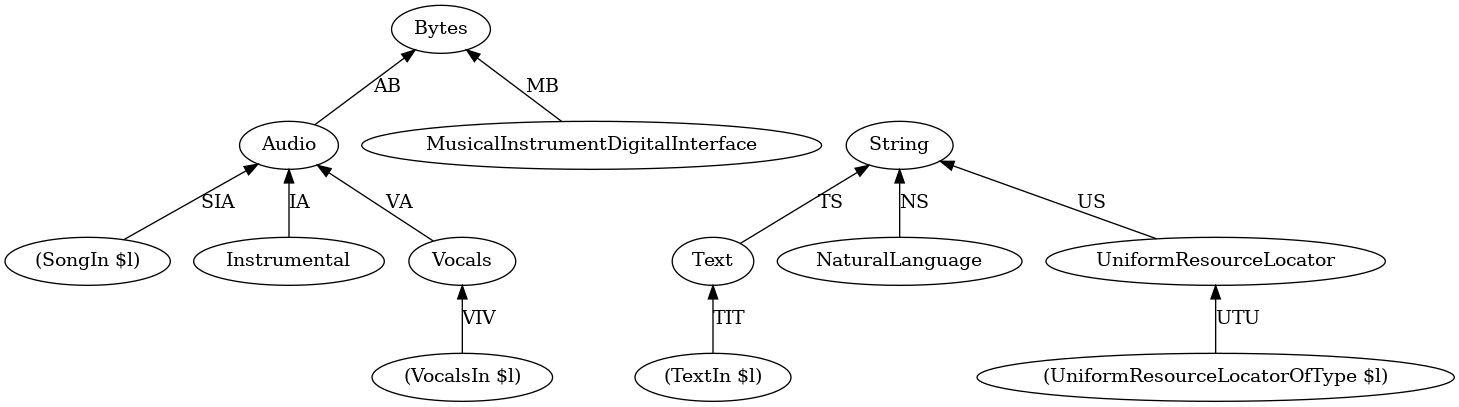 Bytes
AB
MB
Audio
MusicalInstrumentDigitalInterface
String
SIA
IA
VA
TS
NS
US
(SongIn $l)
Instrumental
Vocals
Text
NaturalLanguage
UniformResourceLocator
VIV
TIT
UTU
(VocalsIn $l)
(TextIn $l)
(UniformResourceLocatorOfType $l)